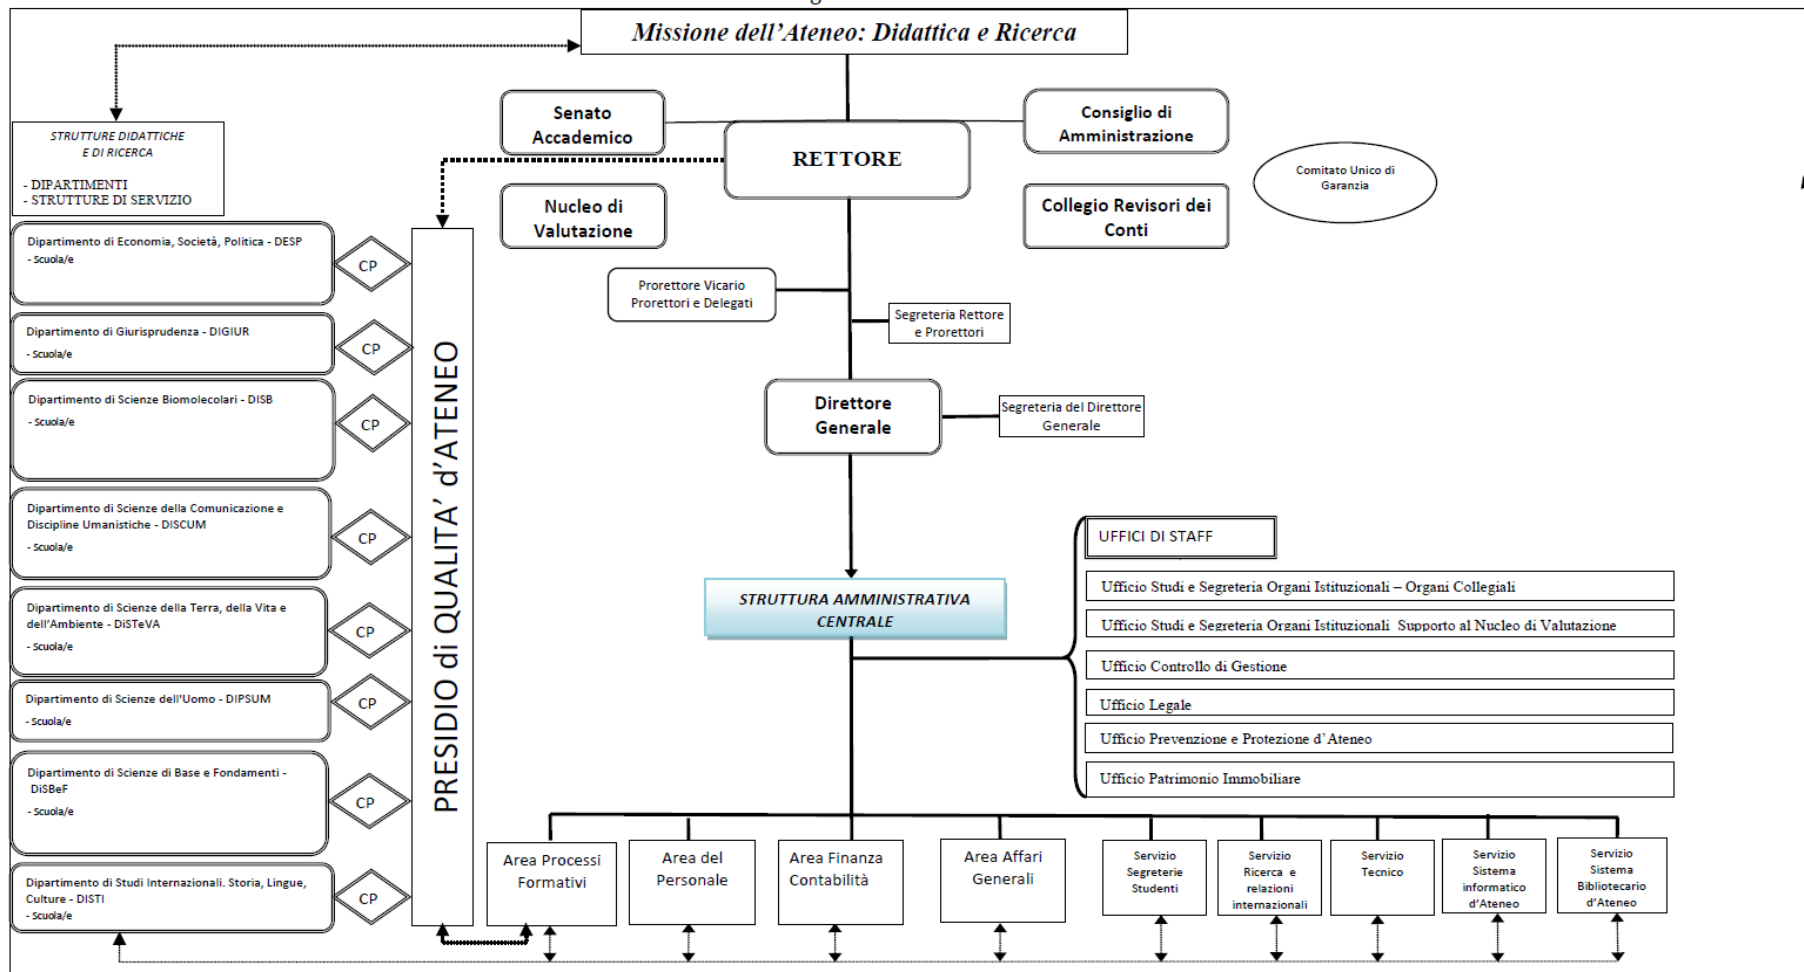 Missione dell'Ateneo: Didattica e Ricerca
Senato
Accademico
Consiglio di
Amministrazione
STRUTTURE DIDATTICHE
E DI RICERCA
- DIPARTIMENTI
- STRUTTURE DI SERVIZIO
RETTORE
Comitato Unico di
Garanzia
Nucleo di
Valutazione
Collegio Revisori dei
Conti
Dipartimento di Economia, Società, Politica - DESP
- Scuola/e
CP
Prorettore Vicario
Prorettori e Delegati
Segreteria Rettore
e Prorettori
Dipartimento di Giurisprudenza - DIGIUR
- Scuola/e
CP
PRESIDIO di QUALITA' d'ATENEO
Dipartimento di Scienze Biomolecolari - DISB
- Scuola/e
CP
Direttore
Generale
Segreteria del Direttore
Generale
Dipartimento di Scienze della Comunicazione e
Discipline Umanistiche - DISCUM
- Scuola/e
CP
Dipartimento di Scienze della Terra, della Vita e
dell'Ambiente - DiSTeVA
- Scuola/e
CP
Dipartimento di Scienze dell'Uomo - DIPSUM
- Scuola/e
CP
Dipartimento di Scienze di Base e Fondamenti -
DiSBeF
- Scuola/e
CP
Dipartimento di Studi Internazionali. Storia, Lingue,
Culture - DISTI
- Scuola/e
CP
STRUTTURA AMMINISTRATIVA
CENTRALE
UFFICI DI STAFF
Ufficio Studi e Segreteria Organi Istituzionali – Organi Collegiali
Ufficio Studi e Segreteria Organi Istituzionali Supporto al Nucleo di Valutazione
Ufficio Controllo di Gestione
Ufficio Legale
Ufficio Prevenzione e Protezione d'Ateneo
Ufficio Patrimonio Immobiliare
Area Processi
Formativi
Area del
Personale
Area Finanza
Contabilità
Area Affari
Generali
Servizio
Segreterie
Studenti
Servizio
Ricerca e
relazioni
internazionali
Servizio
Tecnico
Servizio
Sistema
informatico
d'Ateneo
Servizio
Sistema
Bibliotecario
d'Ateneo